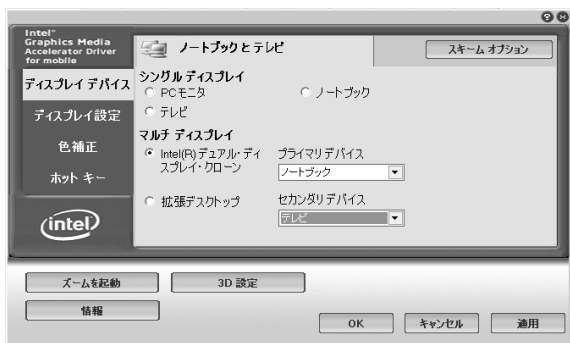 Intel®
Graphics Media
Accelerator Driver
for mobile
ノートブックとテレビ
スキーム オプション
ディスプレイ デバイス
ディスプレイ設定
色補正
ホット キー
intel
シングル ディスプレイ
PCモニタ
ノートブック
テレビ
マルチ ディスプレイ
Intel(R) デュアル・ディ
スプレイ・クローン
プライマリ デバイス
ノートブック
拡張デスクトップ
セカンダリ デバイス
テレビ
ズームを起動
3D 設定
情報
OK
キャンセル
適用